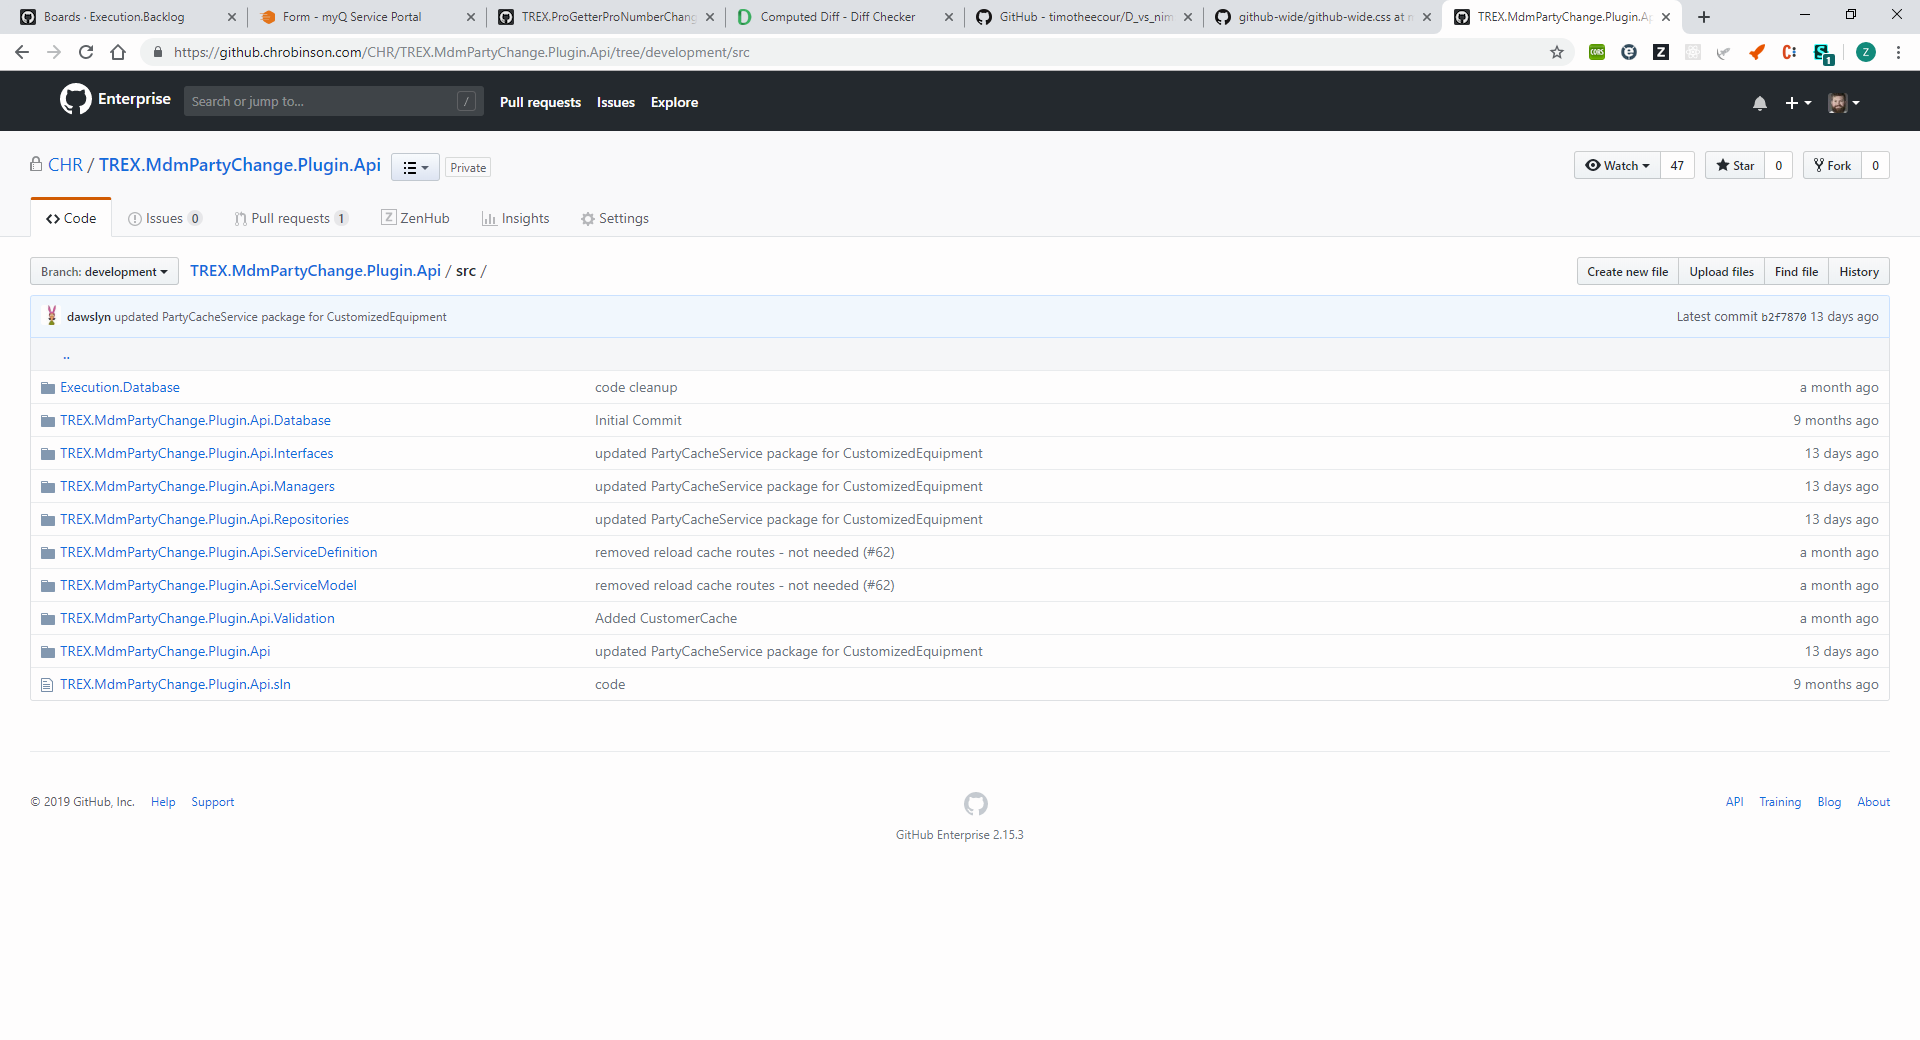 Boards · Execution.Backlog
Form - myQ Service Portal
TREX.ProGetterProNumberChang
Computed Diff - Diff Checker
GitHub - timotheecour/D_vs_nim
github-wide/github-wide.css at m
TREX.MdmPartyChange.Plugin.Ap
https://github.chrobinson.com/CHR/TREX.MdmPartyChange.Plugin.Api/tree/development/src
CORS
Z
1
Z
Enterprise
Search or jump to...
/
Pull requests
Issues
Explore
CHR / TREX.MdmPartyChange.Plugin.Api
Private
Watch 47
Star 0
Fork 0
Code
Issues 0
Pull requests 1
Z ZenHub
Insights
Settings
Branch: development
TREX.MdmPartyChange.Plugin.Api / src /
Create new file
Upload files
Find file
History
dawslyn updated PartyCacheService package for CustomizedEquipment
Latest commit b2f7870 13 days ago
..
Execution.Database code cleanup a month ago
TREX.MdmPartyChange.Plugin.Api.Database Initial Commit 9 months ago
TREX.MdmPartyChange.Plugin.Api.Interfaces updated PartyCacheService package for CustomizedEquipment 13 days ago
TREX.MdmPartyChange.Plugin.Api.Managers updated PartyCacheService package for CustomizedEquipment 13 days ago
TREX.MdmPartyChange.Plugin.Api.Repositories updated PartyCacheService package for CustomizedEquipment 13 days ago
TREX.MdmPartyChange.Plugin.Api.ServiceDefinition removed reload cache routes - not needed (#62) a month ago
TREX.MdmPartyChange.Plugin.Api.ServiceModel removed reload cache routes - not needed (#62) a month ago
TREX.MdmPartyChange.Plugin.Api.Validation Added CustomerCache a month ago
TREX.MdmPartyChange.Plugin.Api updated PartyCacheService package for CustomizedEquipment 13 days ago
TREX.MdmPartyChange.Plugin.Api.sln code 9 months ago
© 2019 GitHub, Inc. Help Support
API Training Blog About
GitHub Enterprise 2.15.3